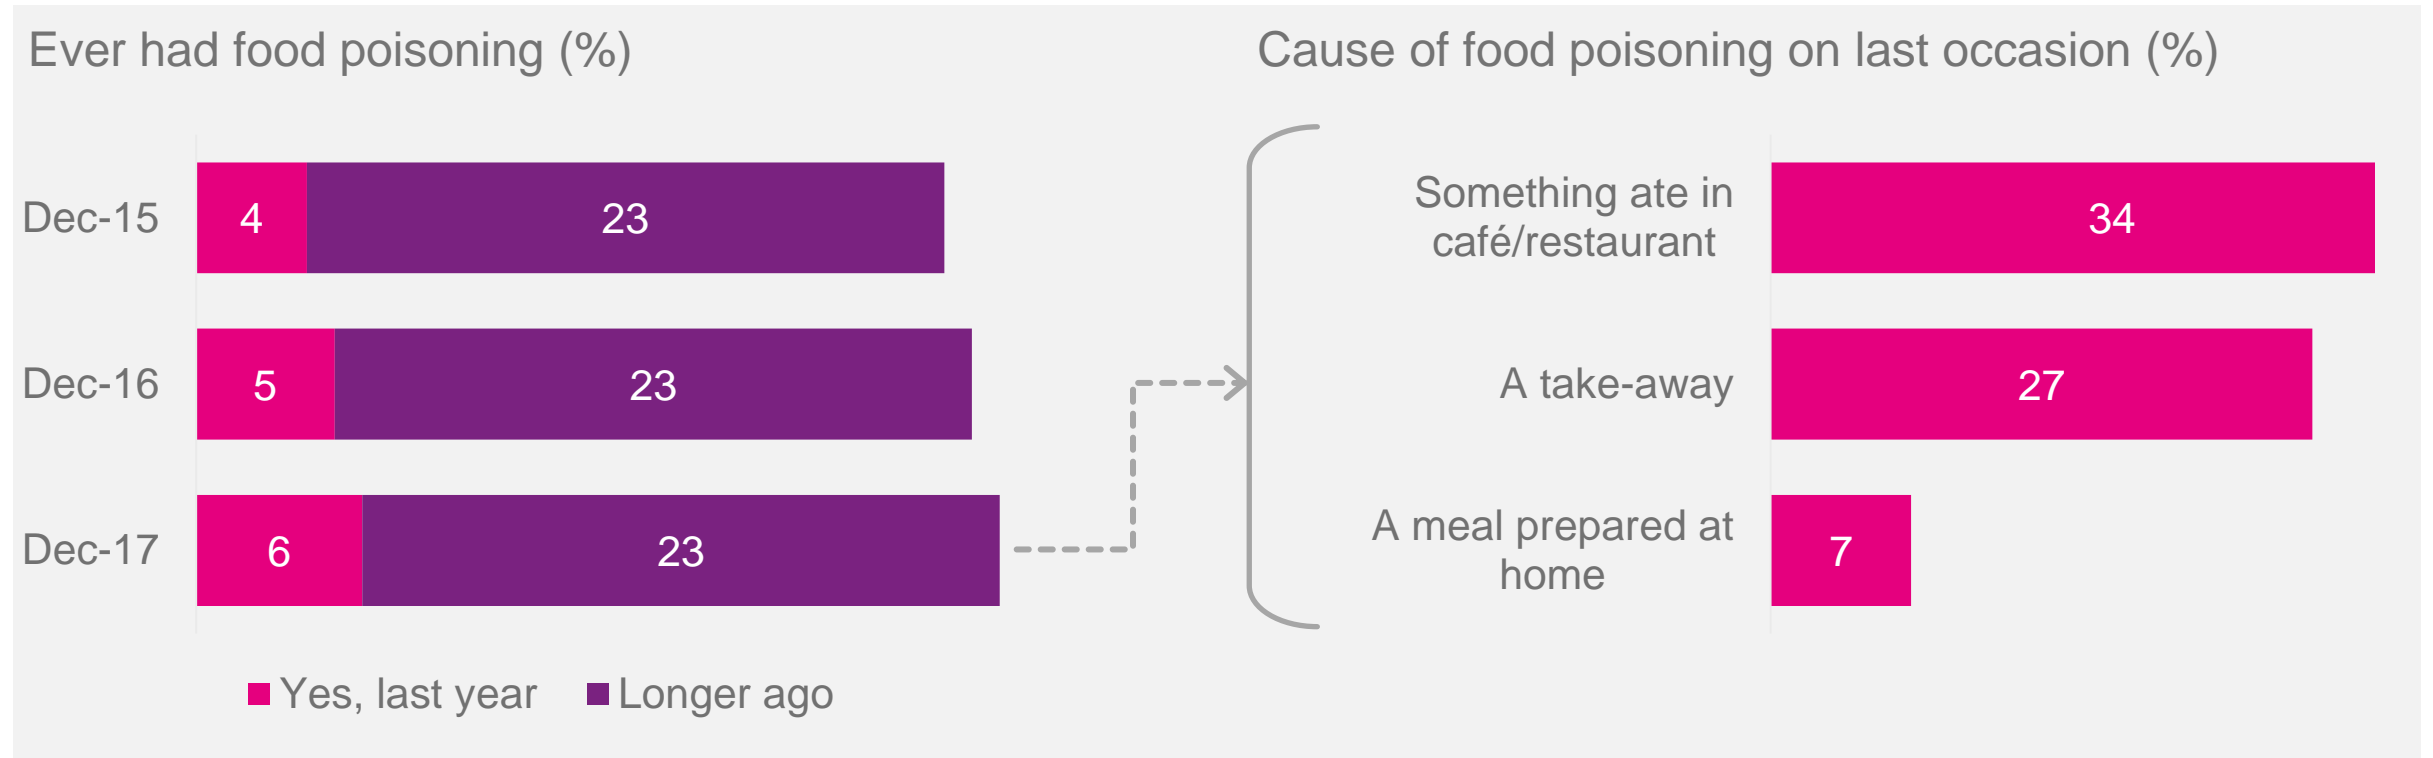 Ever had food poisoning (%)
Dec-15
4
23
Dec-16
5
23
Dec-17
6
23
Yes, last year
Longer ago
Cause of food poisoning on last occasion (%)
Something ate in
café/restaurant
34
A take-away
27
A meal prepared at
home
7